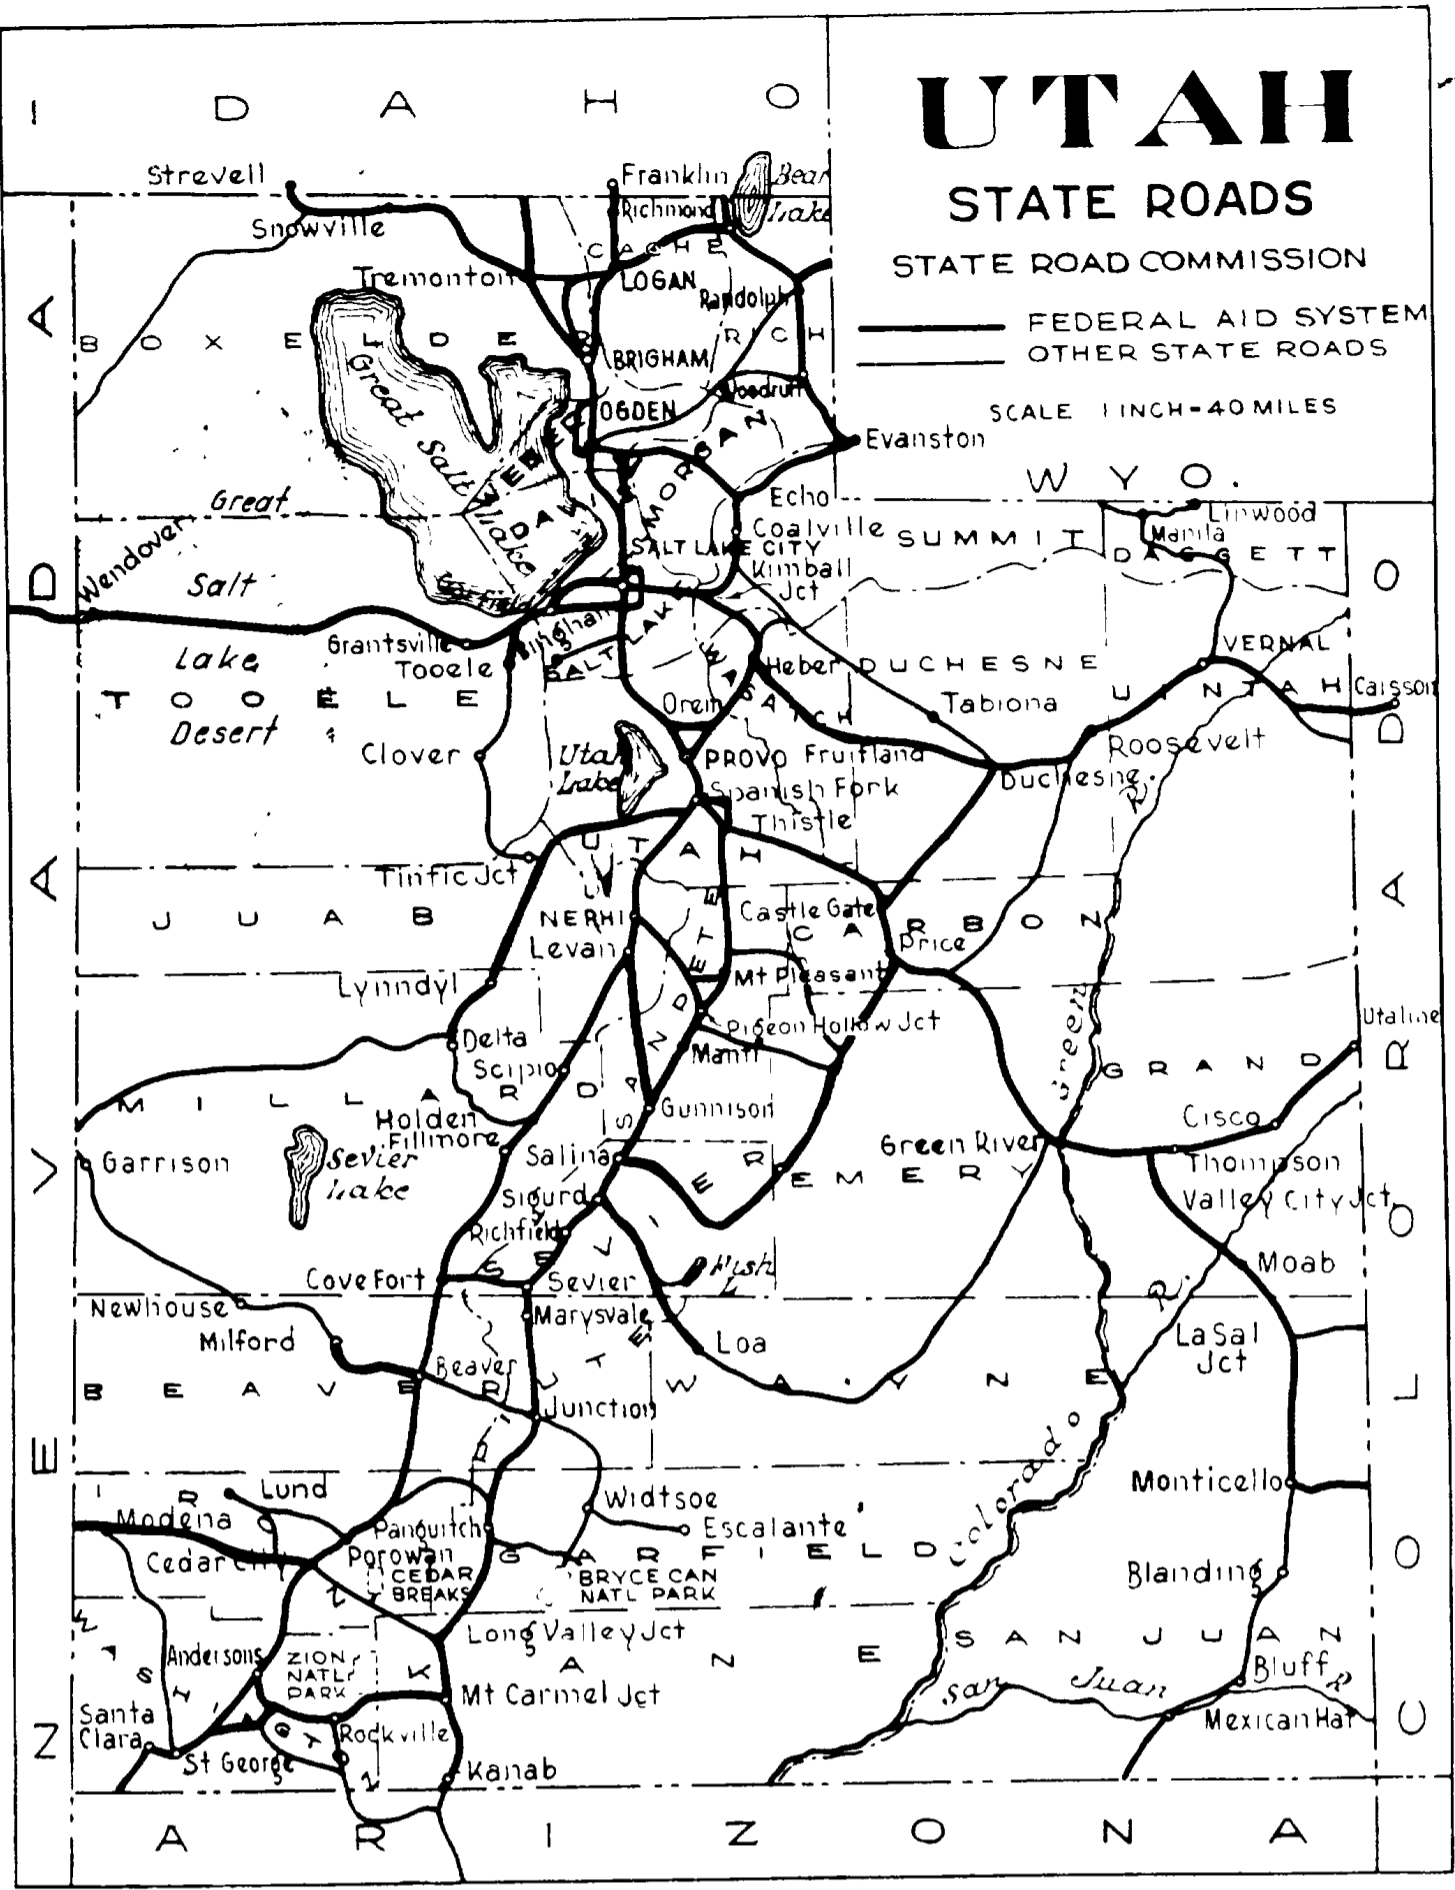 IDAHO
UTAH
STATE ROADS
STATE ROAD COMMISSION
FEDERAL AID SYSTEM
OTHER STATE ROADS
SCALE 1 INCH=40 MILES
WYO.
Strevell
Franklin
Bear
Lake
Richmond
Snowville
CACHE
Tremonton
LOGAN
Randolph
BOX ELDER
RICH
Great Salt
Lake
BRIGHAM
Woodruff
OGDEN
WEBER
MORGAN
Evanston
Echo
Great
DA
Linwood
Coalville
SUMMIT
Manila
DAGGETT
Wendover
SALT LAKE CITY
Kimball
Jct
Salt
Garfield
Bingham
Grantsville
SALT LAKE
VERNAL
Lake
Tooele
Heber
DUCHESNE
WASATCH
TOOELE
Orem
Tabiona
UINTAH
Caisson
Desert
Clover
Utah
Lake
PROVO
Fruitland
Roosevelt
Duchesne
R.
Spanish Fork
Thistle
UTAH
Tintic Jct
JUAB
NERHI
Castle Gate
CARBON
Levan
Price
Lynndyl
Mt Pleasant
SANPETE
Green
Pigeon Hollow Jct
Utaline
Delta
Manti
Scipio
GRAND
MILLARD
Holden
Gunnison
Cisco
Fillmore
Green River
Garrison
Sevier
Lake
Salina
EMERY
Thompson
Sigurd
Valley City Jct
Richfield
SEVIER
Cove Fort
Sevier
Fish
L
Moab
Newhouse
Marysvale
R.
Milford
Loa
LaSal
Jct
Beaver
BEAVER
PIUTE
WAYNE
Junction
Colorado
Lund
Widtsoe
Monticello
Modena
Panguitch
Escalante
Cedar City
Porowan
GARFIELD
CEDAR
BREAKS
BRYCE CAN
NATL PARK
Blanding
IR
Long Valley Jct
SAN JUAN
Andersons
ZION
NATL
PARK
KANE
Bluff
San Juan R
Mt Carmel Jct
Santa
Clara
Rockville
Mexican Hat
St George
Kanab
WASHINGTON
NEVADA
COLORADO
ARIZONA